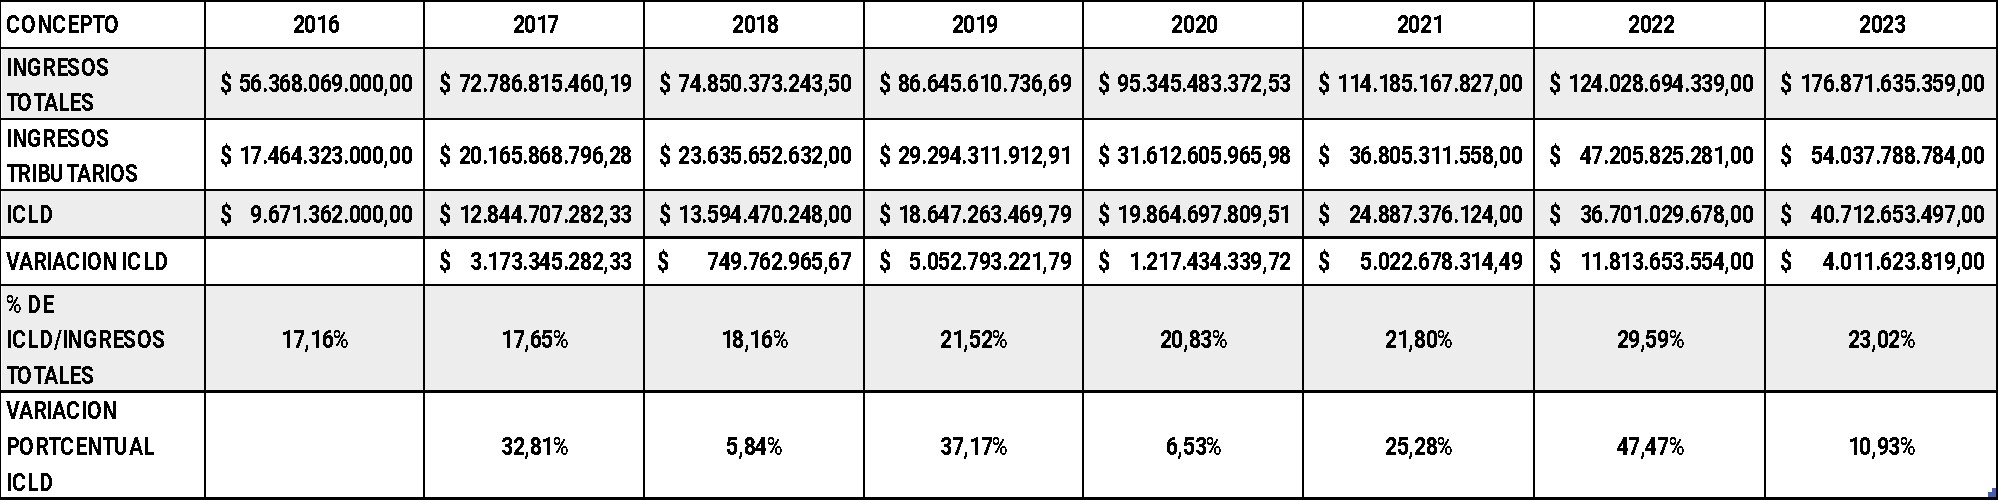 CONCEPTO 2016 2017 2018 2019 2020 2021 2022 2023
INGRESOS
TOTALES $ 56.368.069.000,00 $ 72.786.815.460,19 $ 74.850.373.243,50 $ 86.645.610.736,69 $ 95.345.483.372,53 $ 114.185.167.827,00 $ 124.028.694.339,00 $ 176.871.635.359,00
INGRESOS
TRIBUTARIOS $ 17.464.323.000,00 $ 20.165.868.796,28 $ 23.635.652.632,00 $ 29.294.311.912,91 $ 31.612.605.965,98 $ 36.805.311.558,00 $ 47.205.825.281,00 $ 54.037.788.784,00
ICLD $ 9.671.362.000,00 $ 12.844.707.282,33 $ 13.594.470.248,00 $ 18.647.263.469,79 $ 19.864.697.809,51 $ 24.887.376.124,00 $ 36.701.029.678,00 $ 40.712.653.497,00
VARIACION ICLD $ 3.173.345.282,33 $ 749.762.965,67 $ 5.052.793.221,79 $ 1.217.434.339,72 $ 5.022.678.314,49 $ 11.813.653.554,00 $ 4.011.623.819,00
% DE
ICLD/INGRESOS
TOTALES 17,16% 17,65% 18,16% 21,52% 20,83% 21,80% 29,59% 23,02%
VARIACION
PORTCENTUAL
ICLD 32,81% 5,84% 37,17% 6,53% 25,28% 47,47% 10,93%